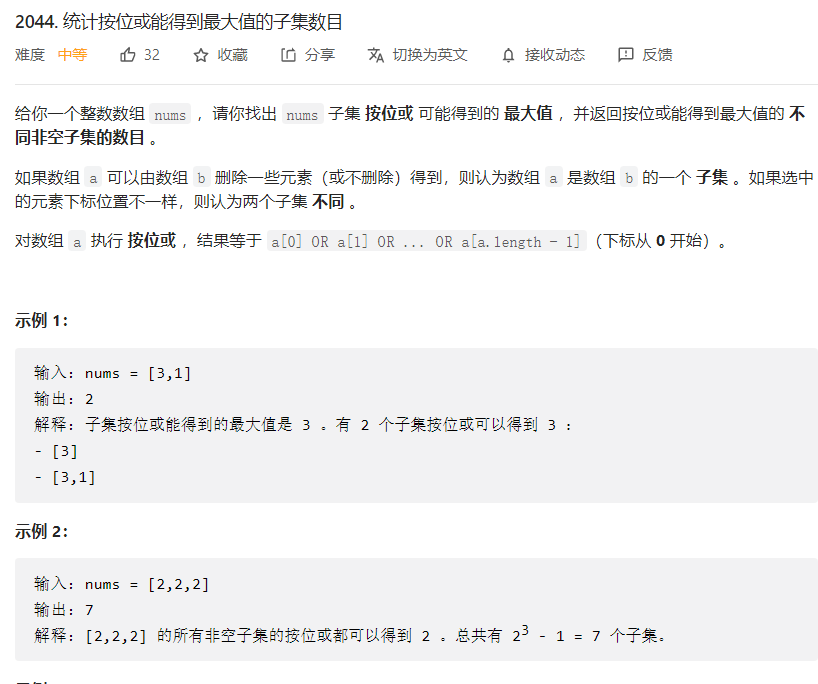 2044. 统计按位或能得到最大值的子集数目
难度 中等 32 收藏 分享 切换为英文 接收动态 反馈
给你一个整数数组 nums ，请你找出 nums 子集 按位或 可能得到的 最大值 ，并返回按位或能得到最大值的 不
同非空子集的数目 。
如果数组 a 可以由数组 b 删除一些元素（或不删除）得到，则认为数组 a 是数组 b 的一个 子集 。如果选中
的元素下标位置不一样，则认为两个子集 不同 。
对数组 a 执行 按位或 ，结果等于 a[0] OR a[1] OR ... OR a[a.length - 1] （下标从 0 开始）。
示例 1：
输入：nums = [3,1]
输出：2
解释：子集按位或能得到的最大值是 3 。有 2 个子集按位或可以得到 3 ：
- [3]
- [3,1]
示例 2：
输入：nums = [2,2,2]
输出：7
解释：[2,2,2] 的所有非空子集的按位或都可以得到 2 。总共有 2³ - 1 = 7 个子集。